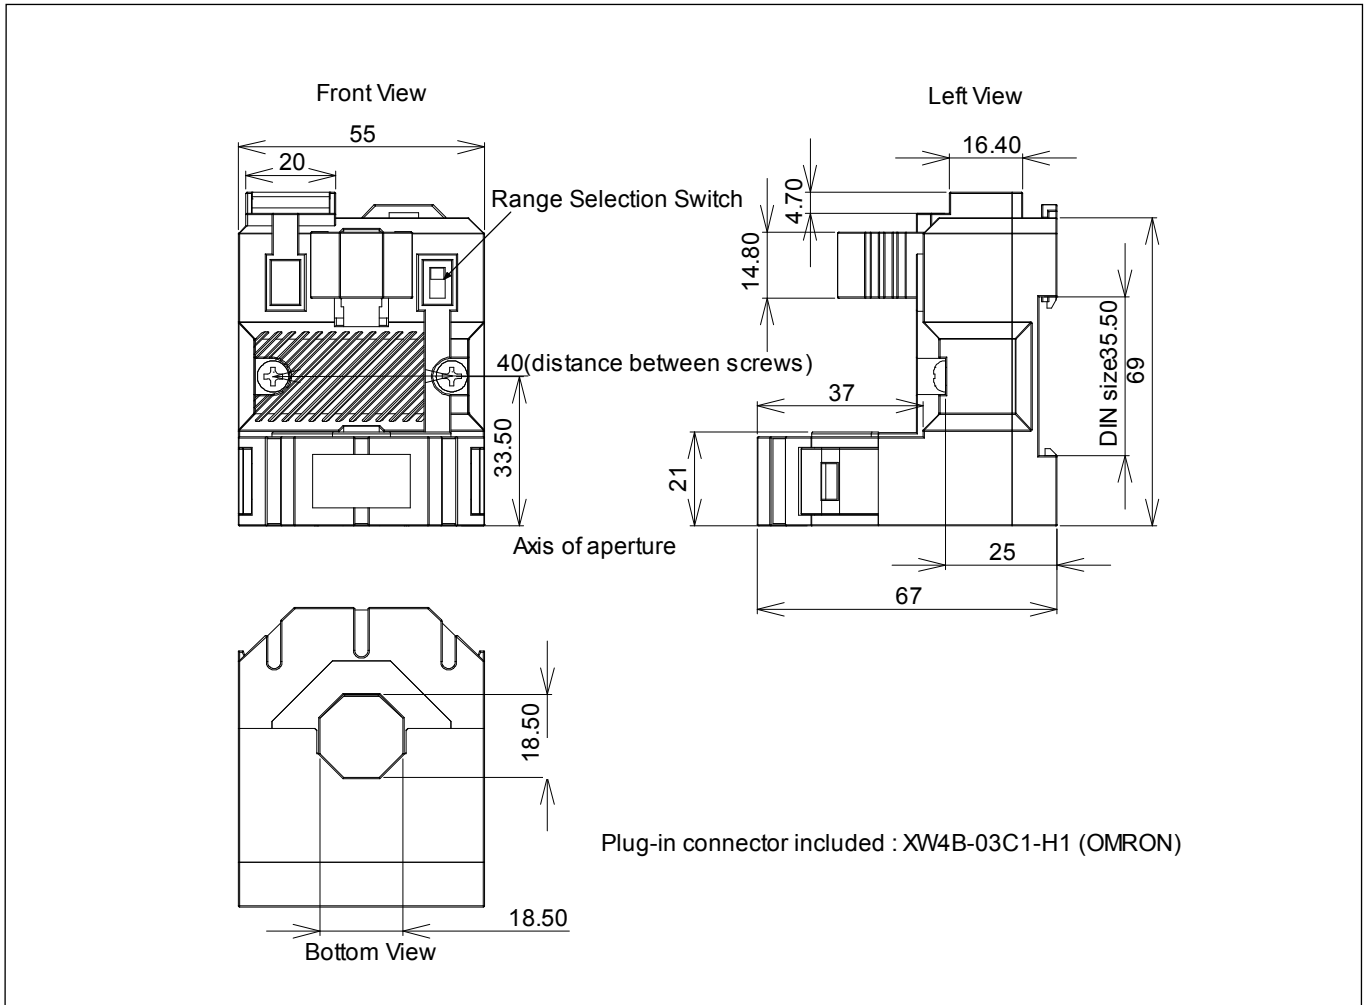 Front View
Left View
55
16.40
20
Range Selection Switch
4.70
14.80
40(distance between screws)
DIN size35.50
69
37
33.50
21
Axis of aperture
25
67
18.50
Plug-in connector included : XW4B-03C1-H1 (OMRON)
18.50
Bottom View